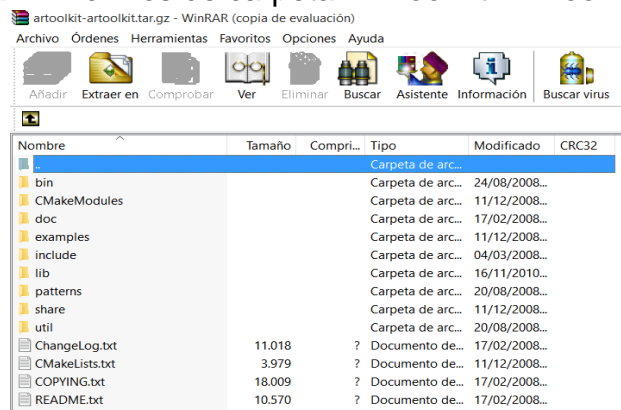 artoolkit-artoolkit.tar.gz - WinRAR (copia de evaluación)
Archivo Órdenes Herramientas Favoritos Opciones Ayuda
Añadir Extraer en Comprobar Ver Eliminar Buscar Asistente Información Buscar virus
Nombre Tamaño Compri... Tipo Modificado CRC32
.. Carpeta de arc...
bin Carpeta de arc... 24/08/2008...
CMakeModules Carpeta de arc... 11/12/2008...
doc Carpeta de arc... 17/02/2008...
examples Carpeta de arc... 11/12/2008...
include Carpeta de arc... 04/03/2008...
lib Carpeta de arc... 16/11/2010...
patterns Carpeta de arc... 20/08/2008...
share Carpeta de arc... 11/12/2008...
util Carpeta de arc... 20/08/2008...
ChangeLog.txt 11.018 ? Documento de... 17/02/2008...
CMakeLists.txt 3.979 ? Documento de... 11/12/2008...
COPYING.txt 18.009 ? Documento de... 17/02/2008...
README.txt 10.570 ? Documento de... 17/02/2008...